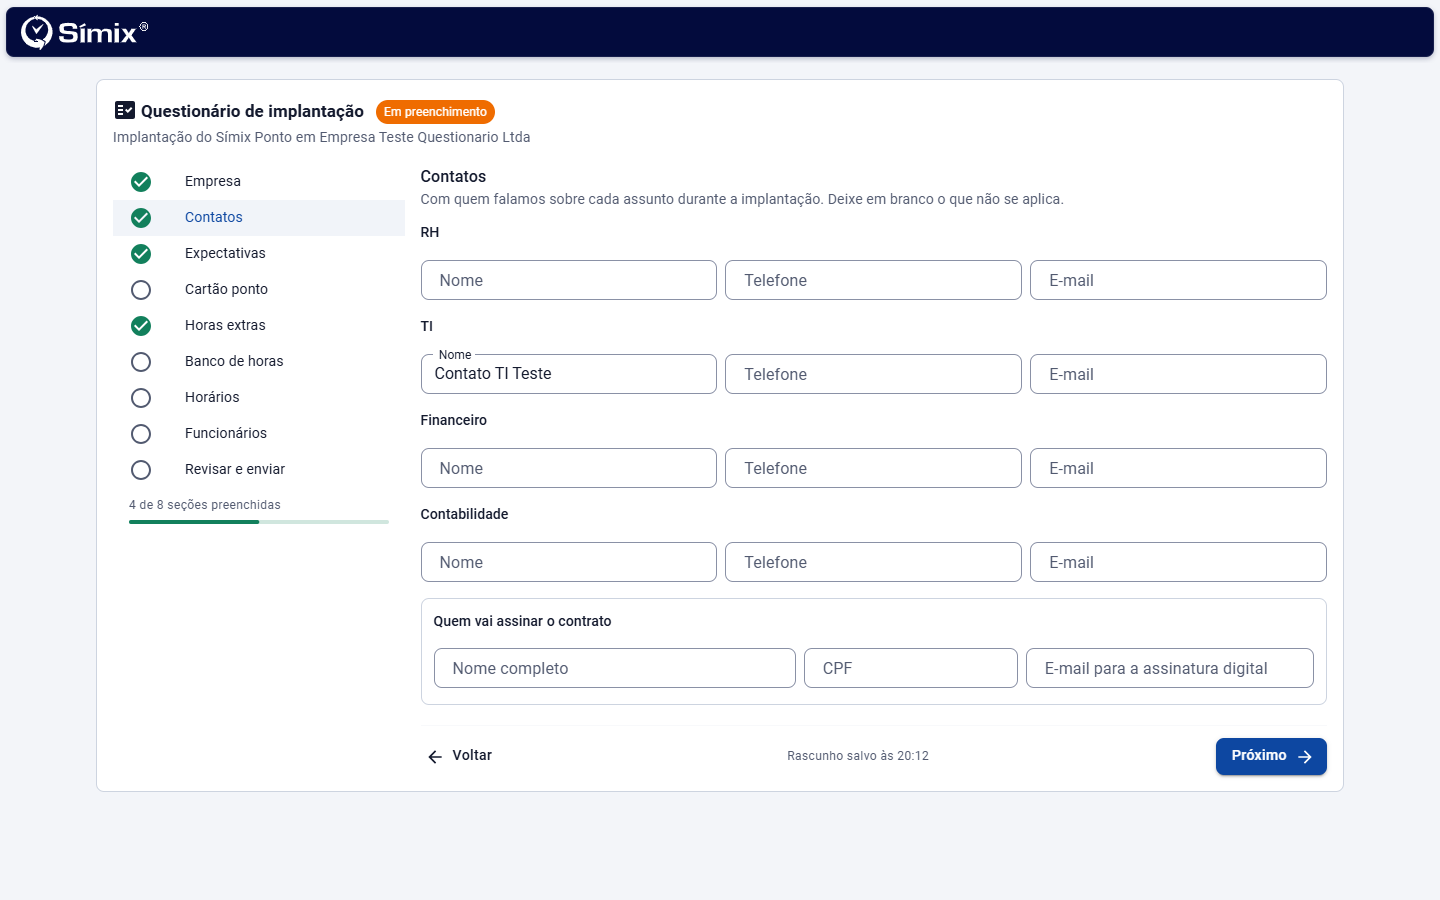 Símix®
Questionário de implantação Em preenchimento
Implantação do Símix Ponto em Empresa Teste Questionario Ltda
Empresa
Contatos
Expectativas
Cartão ponto
Horas extras
Banco de horas
Horários
Funcionários
Revisar e enviar
4 de 8 seções preenchidas
Contatos
Com quem falamos sobre cada assunto durante a implantação. Deixe em branco o que não se aplica.
RH
Nome Telefone E-mail
TI
Nome
Contato TI Teste Telefone E-mail
Financeiro
Nome Telefone E-mail
Contabilidade
Nome Telefone E-mail
Quem vai assinar o contrato
Nome completo CPF E-mail para a assinatura digital
Voltar Rascunho salvo às 20:12 Próximo